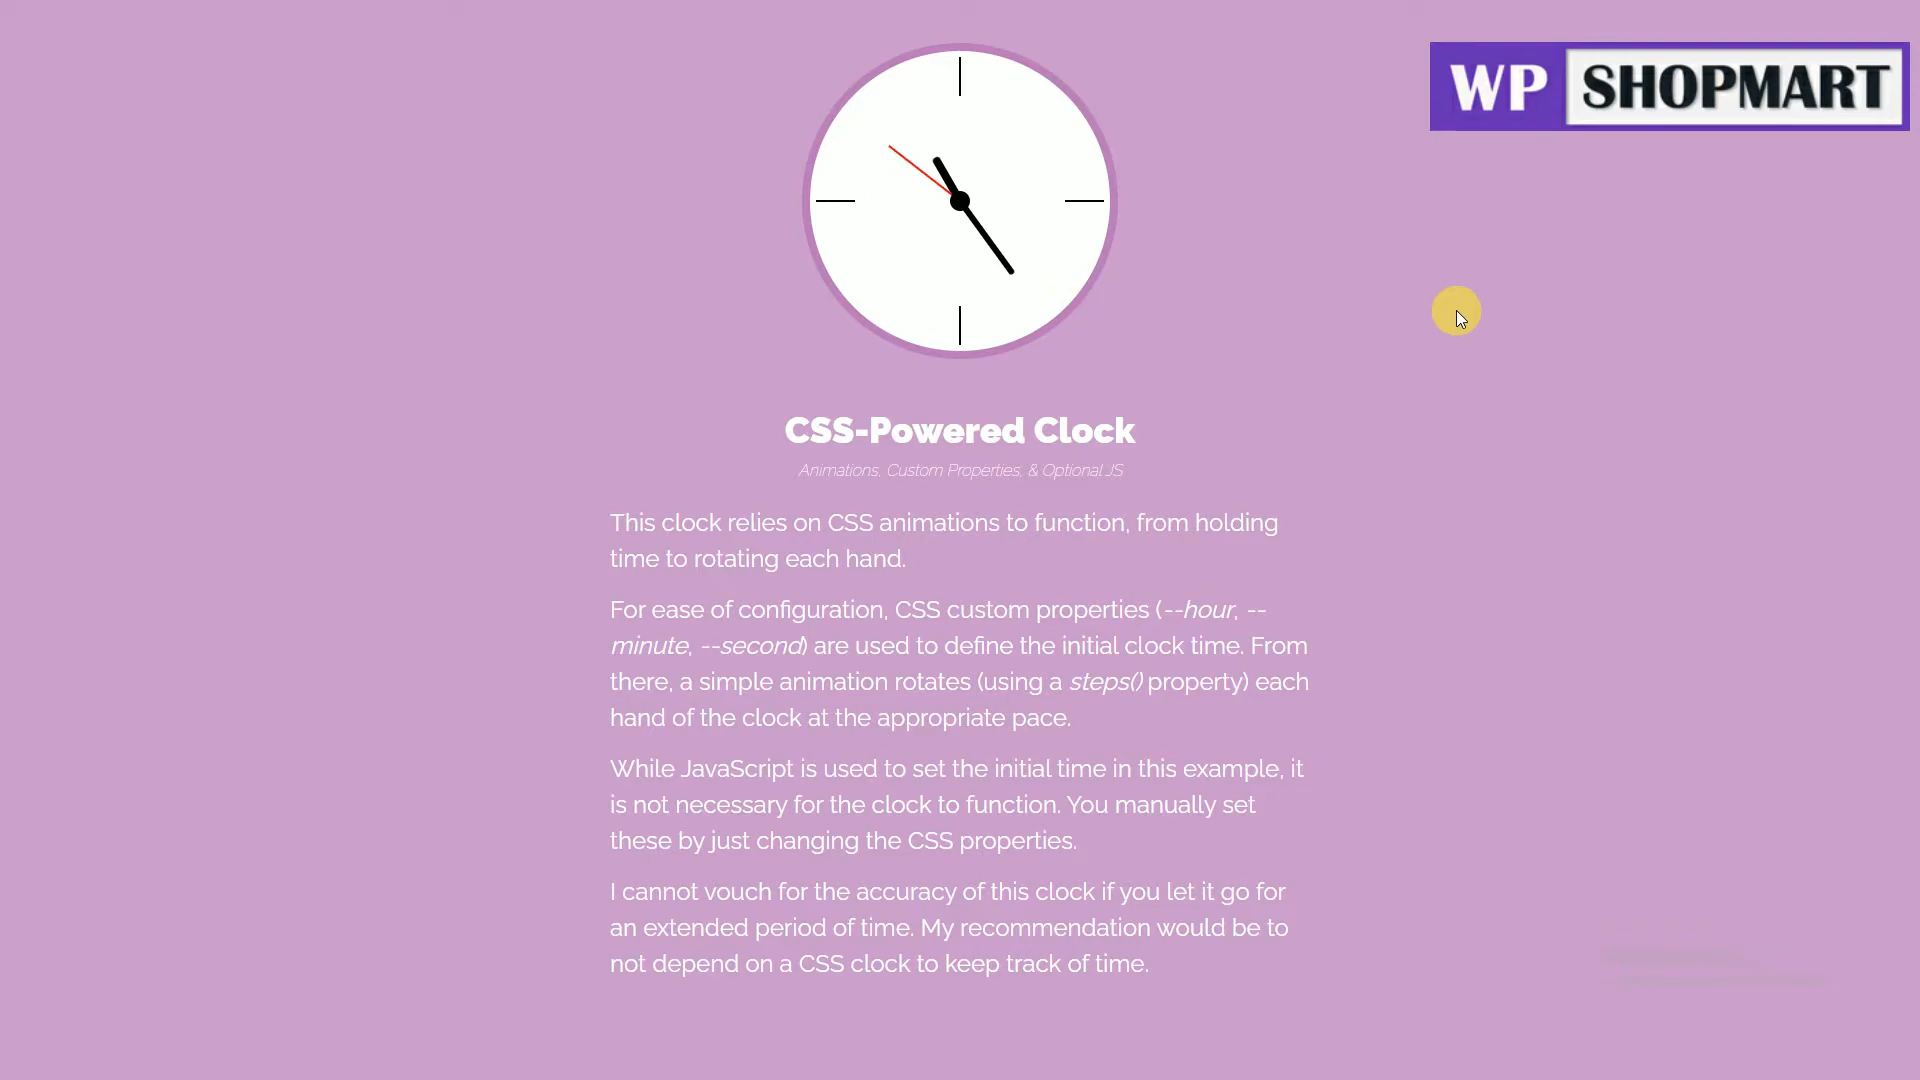 WP SHOPMART
CSS-Powered Clock
Animations, Custom Properties, & Optional JS
This clock relies on CSS animations to function, from holding
time to rotating each hand.
For ease of configuration, CSS custom properties (--hour, --
minute, --second) are used to define the initial clock time. From
there, a simple animation rotates (using a steps() property) each
hand of the clock at the appropriate pace.
While JavaScript is used to set the initial time in this example, it
is not necessary for the clock to function. You manually set
these by just changing the CSS properties.
I cannot vouch for the accuracy of this clock if you let it go for
an extended period of time. My recommendation would be to
not depend on a CSS clock to keep track of time.